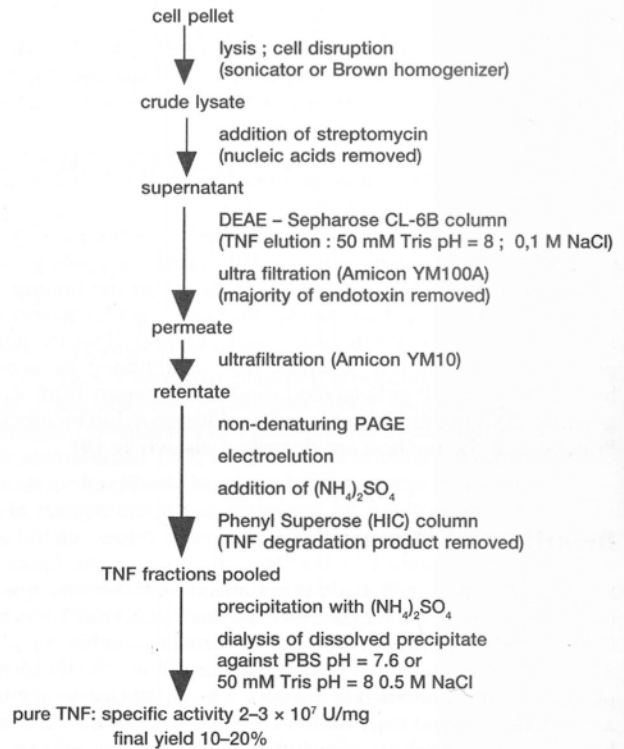 cell pellet
lysis ; cell disruption
(sonicator or Brown homogenizer)
crude lysate
addition of streptomycin
(nucleic acids removed)
supernatant
DEAE – Sepharose CL-6B column
(TNF elution : 50 mM Tris pH = 8 ; 0,1 M NaCl)
ultra filtration (Amicon YM100A)
(majority of endotoxin removed)
permeate
ultrafiltration (Amicon YM10)
retentate
non-denaturing PAGE
electroelution
addition of (NH₄)₂SO₄
Phenyl Superose (HIC) column
(TNF degradation product removed)
TNF fractions pooled
precipitation with (NH₄)₂SO₄
dialysis of dissolved precipitate
against PBS pH = 7.6 or
50 mM Tris pH = 8 0.5 M NaCl
pure TNF: specific activity 2–3 × 10⁷ U/mg
final yield 10–20%